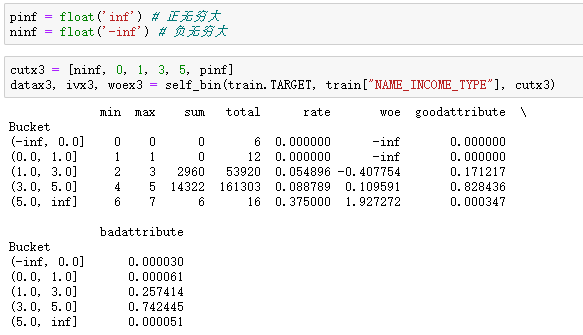 pinf = float('inf') # 正无穷大
ninf = float('-inf') # 负无穷大
cutx3 = [ninf, 0, 1, 3, 5, pinf]
datax3, ivx3, woex3 = self_bin(train.TARGET, train["NAME_INCOME_TYPE"], cutx3)
min max sum total rate woe goodattribute \
Bucket
(-inf, 0.0] 0 0 0 6 0.000000 -inf 0.000000
(0.0, 1.0] 1 1 0 12 0.000000 -inf 0.000000
(1.0, 3.0] 2 3 2960 53920 0.054896 -0.407754 0.171217
(3.0, 5.0] 4 5 14322 161303 0.088789 0.109591 0.828436
(5.0, inf] 6 7 6 16 0.375000 1.927272 0.000347
badattribute
Bucket
(-inf, 0.0] 0.000030
(0.0, 1.0] 0.000061
(1.0, 3.0] 0.257414
(3.0, 5.0] 0.742445
(5.0, inf] 0.000051